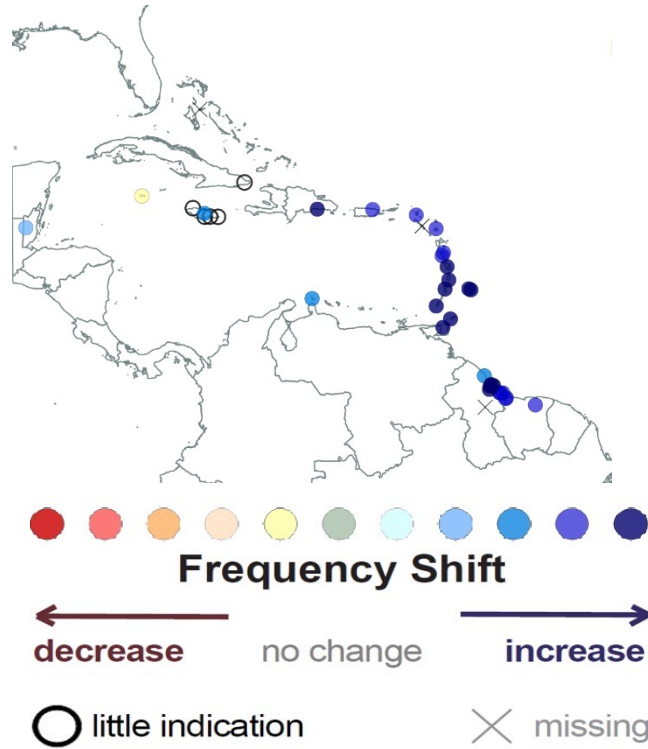 Frequency Shift
decrease no change increase
little indication missing